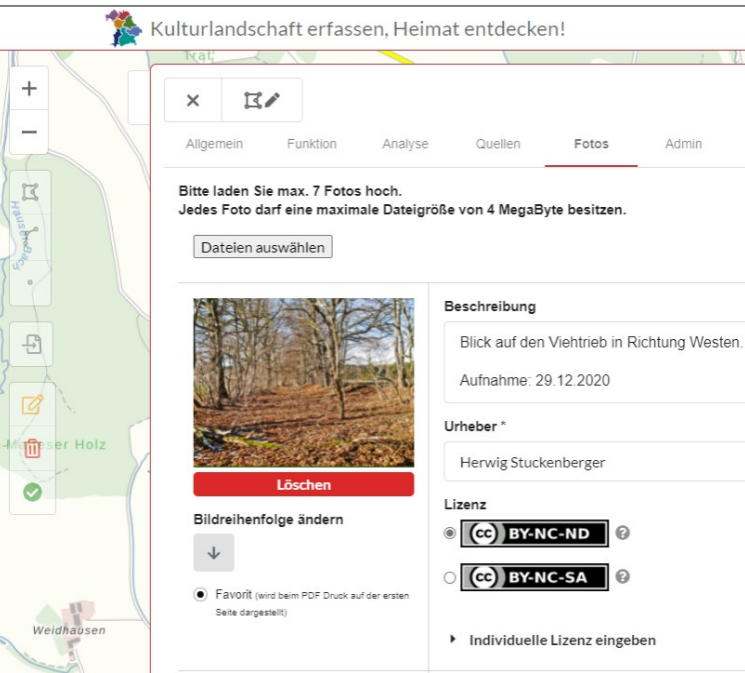 Kulturlandschaft erfassen, Heimat entdecken!
Allgemein Funktion Analyse Quellen Fotos Admin
Bitte laden Sie max. 7 Fotos hoch.
Jedes Foto darf eine maximale Dateigröße von 4 MegaByte besitzen.
Dateien auswählen
Beschreibung
Blick auf den Viehtrieb in Richtung Westen.
Aufnahme: 29.12.2020
Urheber *
Herwig Stuckenberger
Löschen
Bildreihenfolge ändern
Favorit (wird beim PDF Druck auf der ersten
Seite dargestellt)
Lizenz
cc BY-NC-ND
cc BY-NC-SA
Individuelle Lizenz eingeben
Bach
Holz
Weidhausen